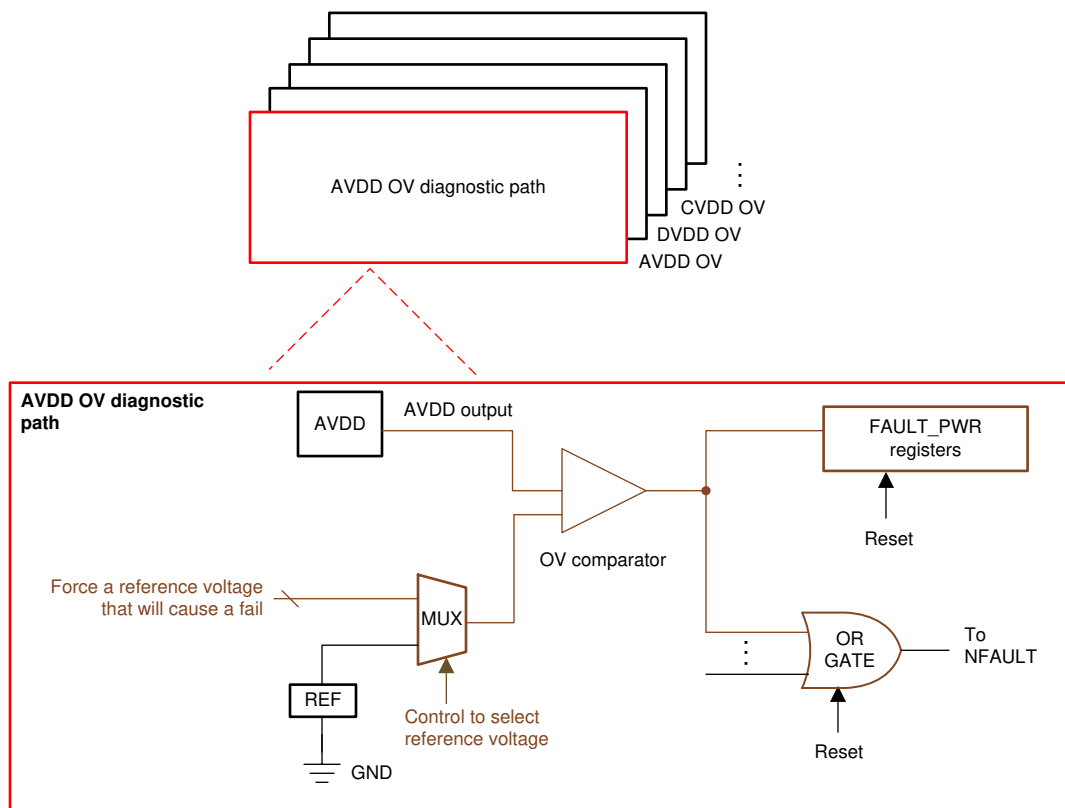 AVDD OV diagnostic path
CVDD OV
DVDD OV
AVDD OV
AVDD OV diagnostic
path
AVDD
AVDD output
FAULT_PWR
registers
Reset
OV comparator
Force a reference voltage
that will cause a fail
MUX
OR
GATE
To
NFAULT
REF
Control to select
reference voltage
Reset
GND